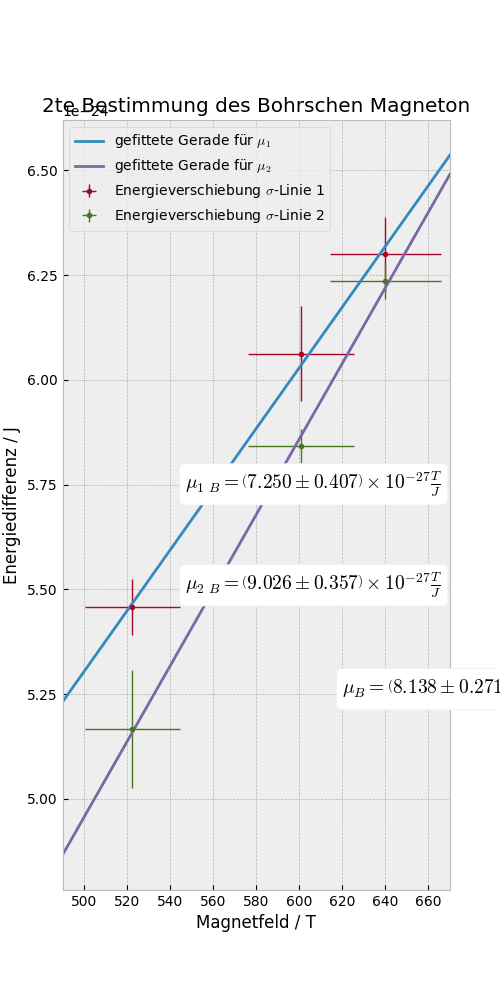 2te Bestimmung des Bohrschen Magneton
1e−24
gefittete Gerade für μ₁
gefittete Gerade für μ₂
Energieverschiebung σ-Linie 1
Energieverschiebung σ-Linie 2
6.50
6.25
6.00
5.75
5.50
5.25
5.00
Energiedifferenz / J
μ₁ B = (7.250 ± 0.407) × 10⁻²⁷ T/J
μ₂ B = (9.026 ± 0.357) × 10⁻²⁷ T/J
μ_B = (8.138 ± 0.271
500 520 540 560 580 600 620 640 660
Magnetfeld / T